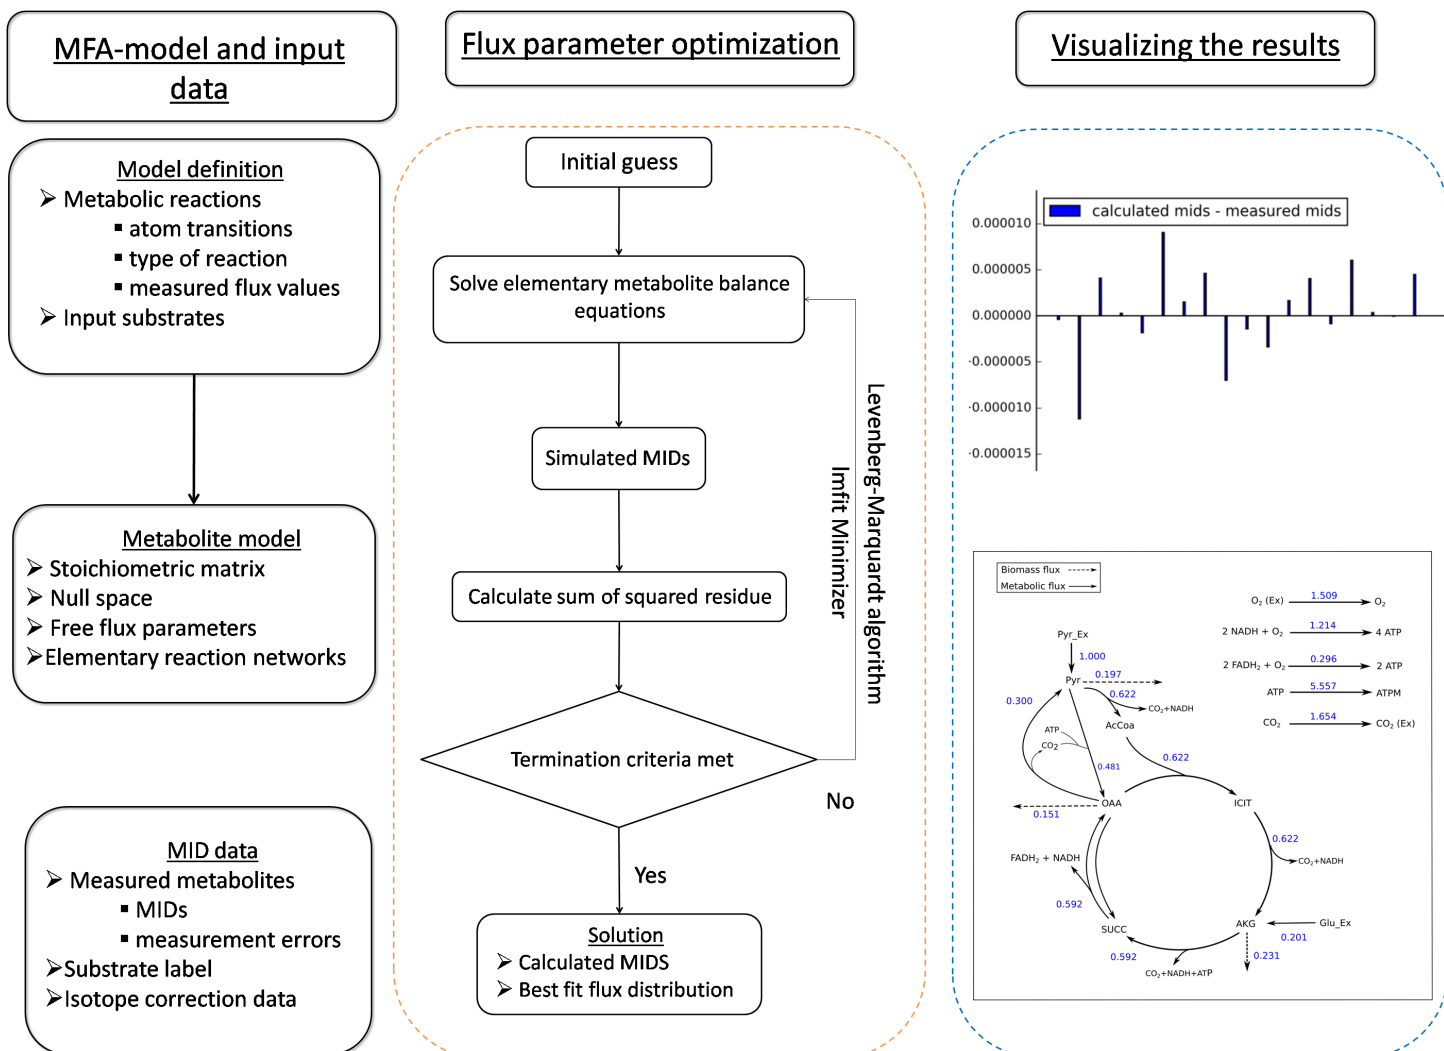 MFA-model and input
data
Flux parameter optimization
Visualizing the results
Model definition
➢ Metabolic reactions
▪ atom transitions
▪ type of reaction
▪ measured flux values
➢ Input substrates
Metabolite model
➢ Stoichiometric matrix
➢ Null space
➢ Free flux parameters
➢Elementary reaction networks
MID data
➢ Measured metabolites
▪ MIDs
▪ measurement errors
➢Substrate label
➢Isotope correction data
Initial guess
Solve elementary metabolite balance
equations
Simulated MIDs
Calculate sum of squared residue
Termination criteria met
No
Yes
Levenberg-Marquardt algorithm
lmfit Minimizer
Solution
➢ Calculated MIDS
➢ Best fit flux distribution
calculated mids - measured mids
0.000010
0.000005
0.000000
-0.000005
-0.000010
-0.000015
Biomass flux
Metabolic flux
O₂ (Ex) 1.509 O₂
2 NADH + O₂ 1.214 4 ATP
2 FADH₂ + O₂ 0.296 2 ATP
ATP 5.557 ATPM
CO₂ 1.654 CO₂ (Ex)
Pyr_Ex
1.000
Pyr
0.197
0.622
0.300
CO₂+NADH
AcCoa
ATP
CO2
0.622
0.481
OAA
ICIT
0.151
0.622
FADH₂ + NADH
CO₂+NADH
0.592
SUCC
AKG
Glu_Ex
0.201
0.592
0.231
CO₂+NADH+ATP